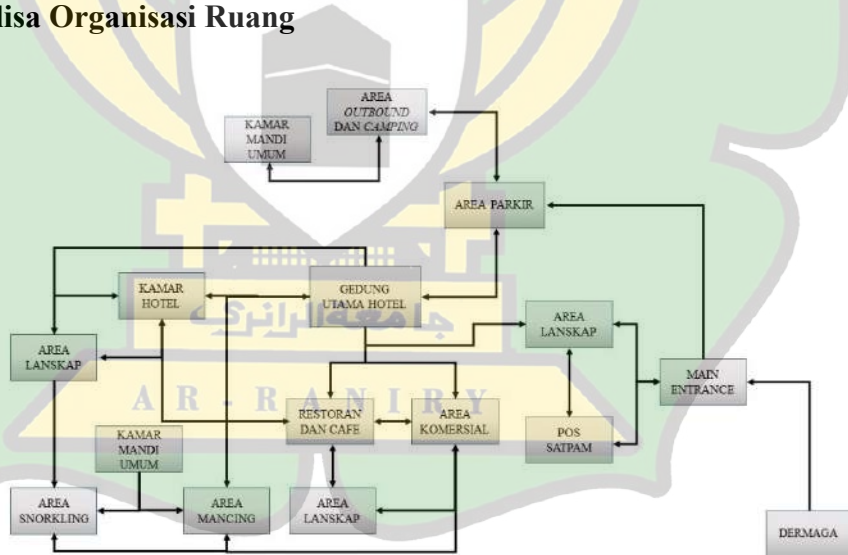 lisa Organisasi Ruang
AREA
OUTBOUND
DAN CAMPING
KAMAR
MANDI
UMUM
AREA PARKIR
KAMAR
HOTEL
GEDUNG
UTAMA HOTEL
AREA
LANSKAP
AREA
LANSKAP
MAIN
ENTRANCE
جامعة الرانري
AR-RANIRY
RESTORAN
DAN CAFE
AREA
KOMERSIAL
POS
SATPAM
KAMAR
MANDI
UMUM
AREA
SNORKLING
AREA
MANCING
AREA
LANSKAP
DERMAGA